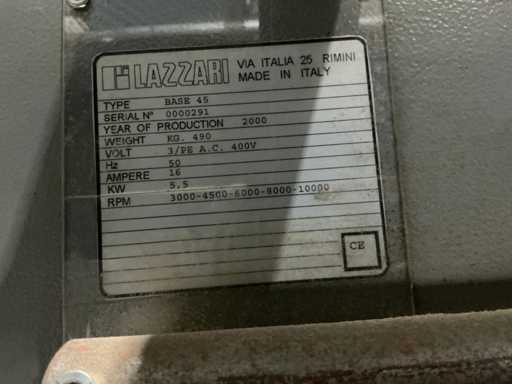 LAZZARI VIA ITALIA 25 RIMINI
MADE IN ITALY
TYPE BASE 45
SERIAL Nº 0000291
YEAR OF PRODUCTION 2000
WEIGHT KG. 490
VOLT 3/PE A.C. 400V
Hz 50
AMPERE 16
KW 5,5
RPM 3000-4500-6000-8000-10000
CE